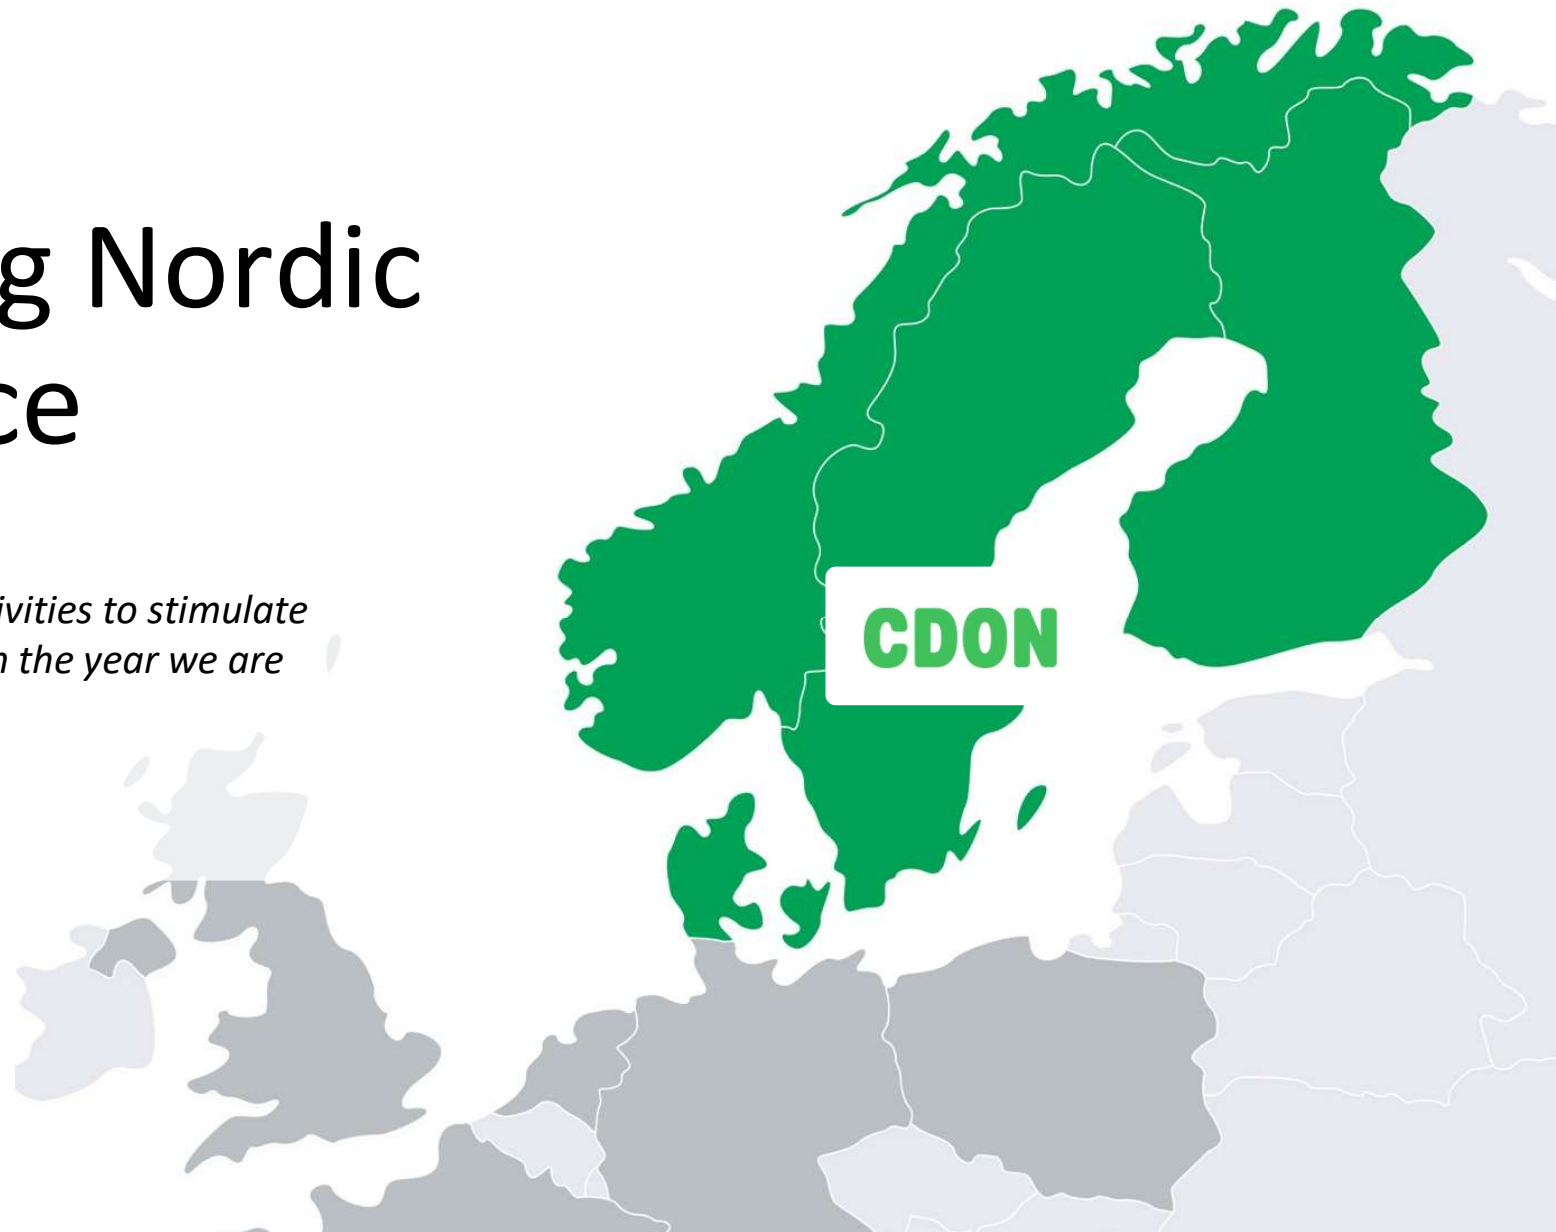 g Nordic
ce
ivities to stimulate
n the year we are
CDON